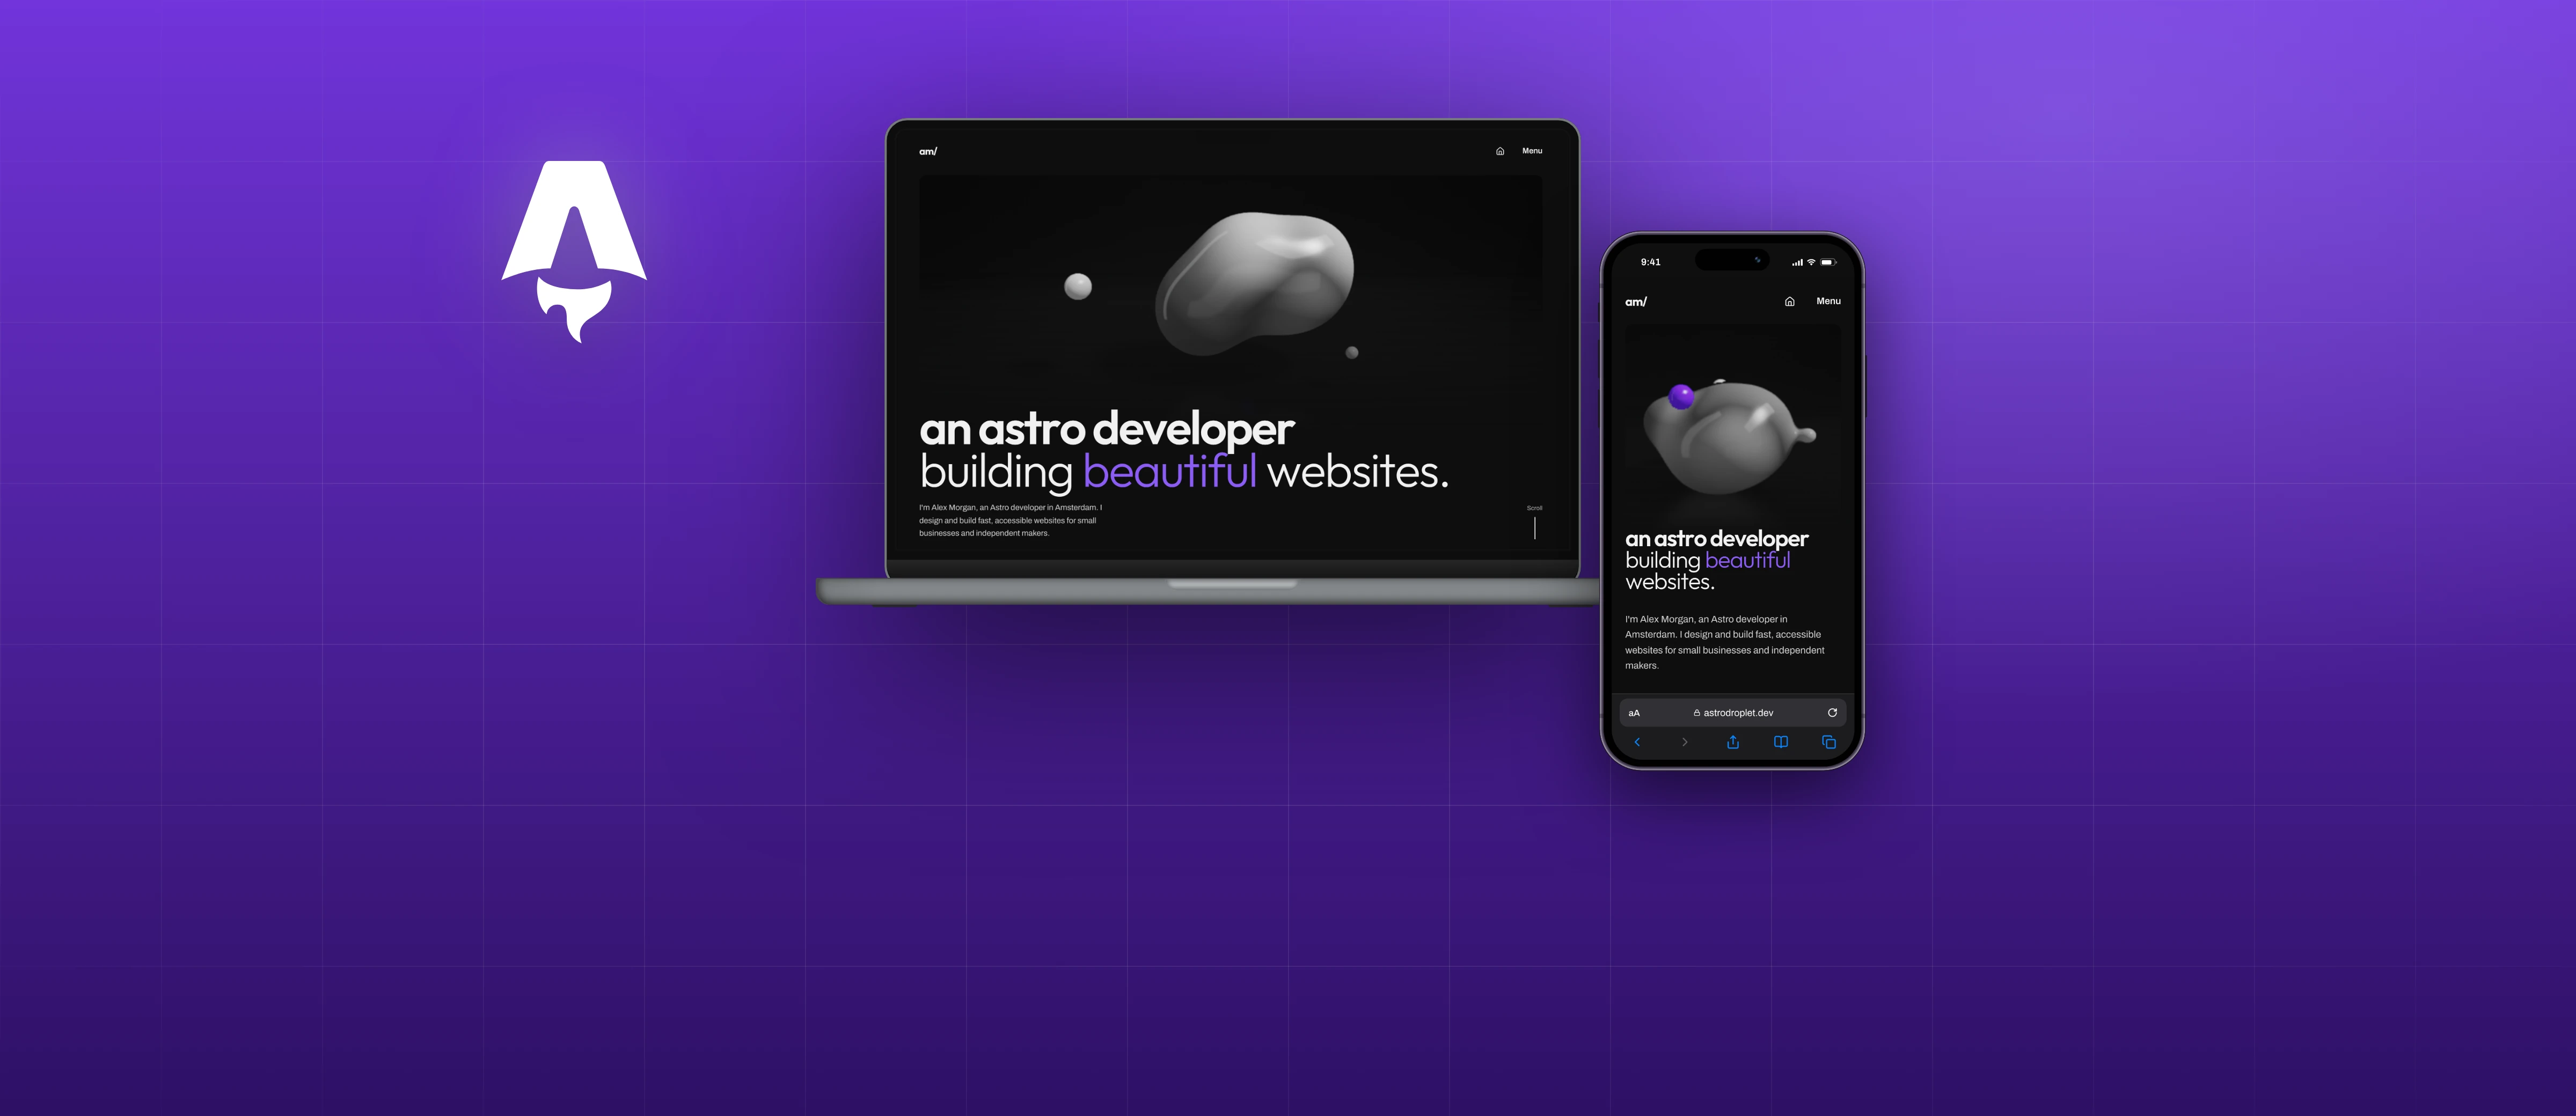 am/
Menu
an astro developer
building beautiful websites.
I'm Alex Morgan, an Astro developer in Amsterdam. I
design and build fast, accessible websites for small
businesses and independent makers.
Scroll
9:41
am/
Menu
an astro developer
building beautiful
websites.
I'm Alex Morgan, an Astro developer in
Amsterdam. I design and build fast, accessible
websites for small businesses and independent
makers.
aA astrodroplet.dev